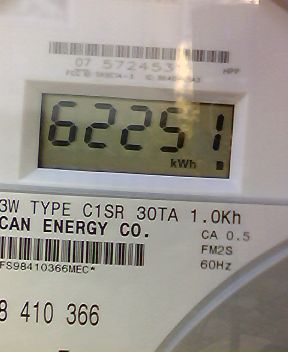 07 572453
62251
kWh
3W TYPE C1SR 30TA 1.0Kh
CAN ENERGY CO. CA 0.5
FM2S
FS98410366MEC* 60Hz
8 410 366